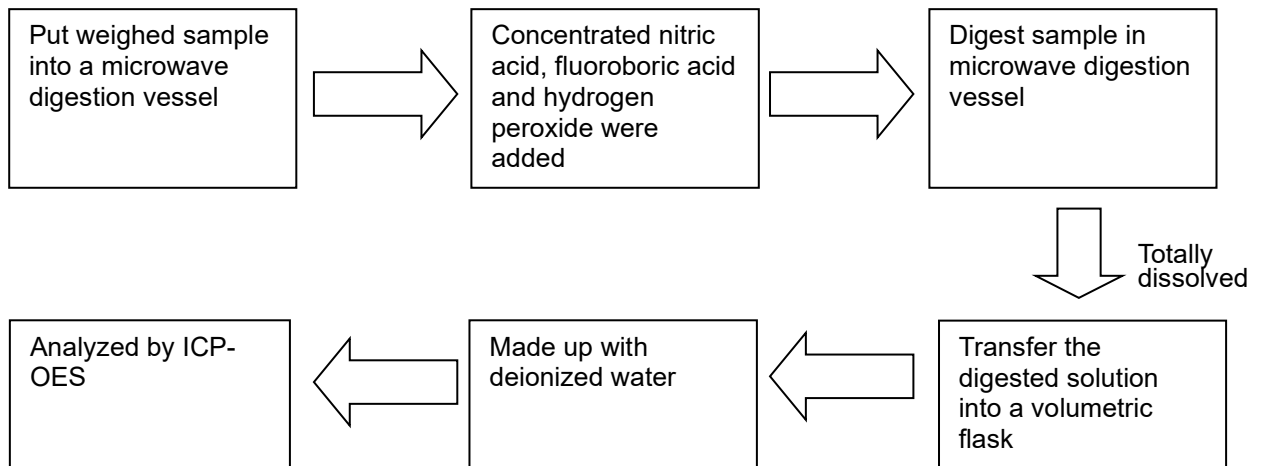 Put weighed sample
into a microwave
digestion vessel
Concentrated nitric
acid, fluoroboric acid
and hydrogen
peroxide were
added
Digest sample in
microwave digestion
vessel
Totally
dissolved
Transfer the
digested solution
into a volumetric
flask
Made up with
deionized water
Analyzed by ICP-
OES